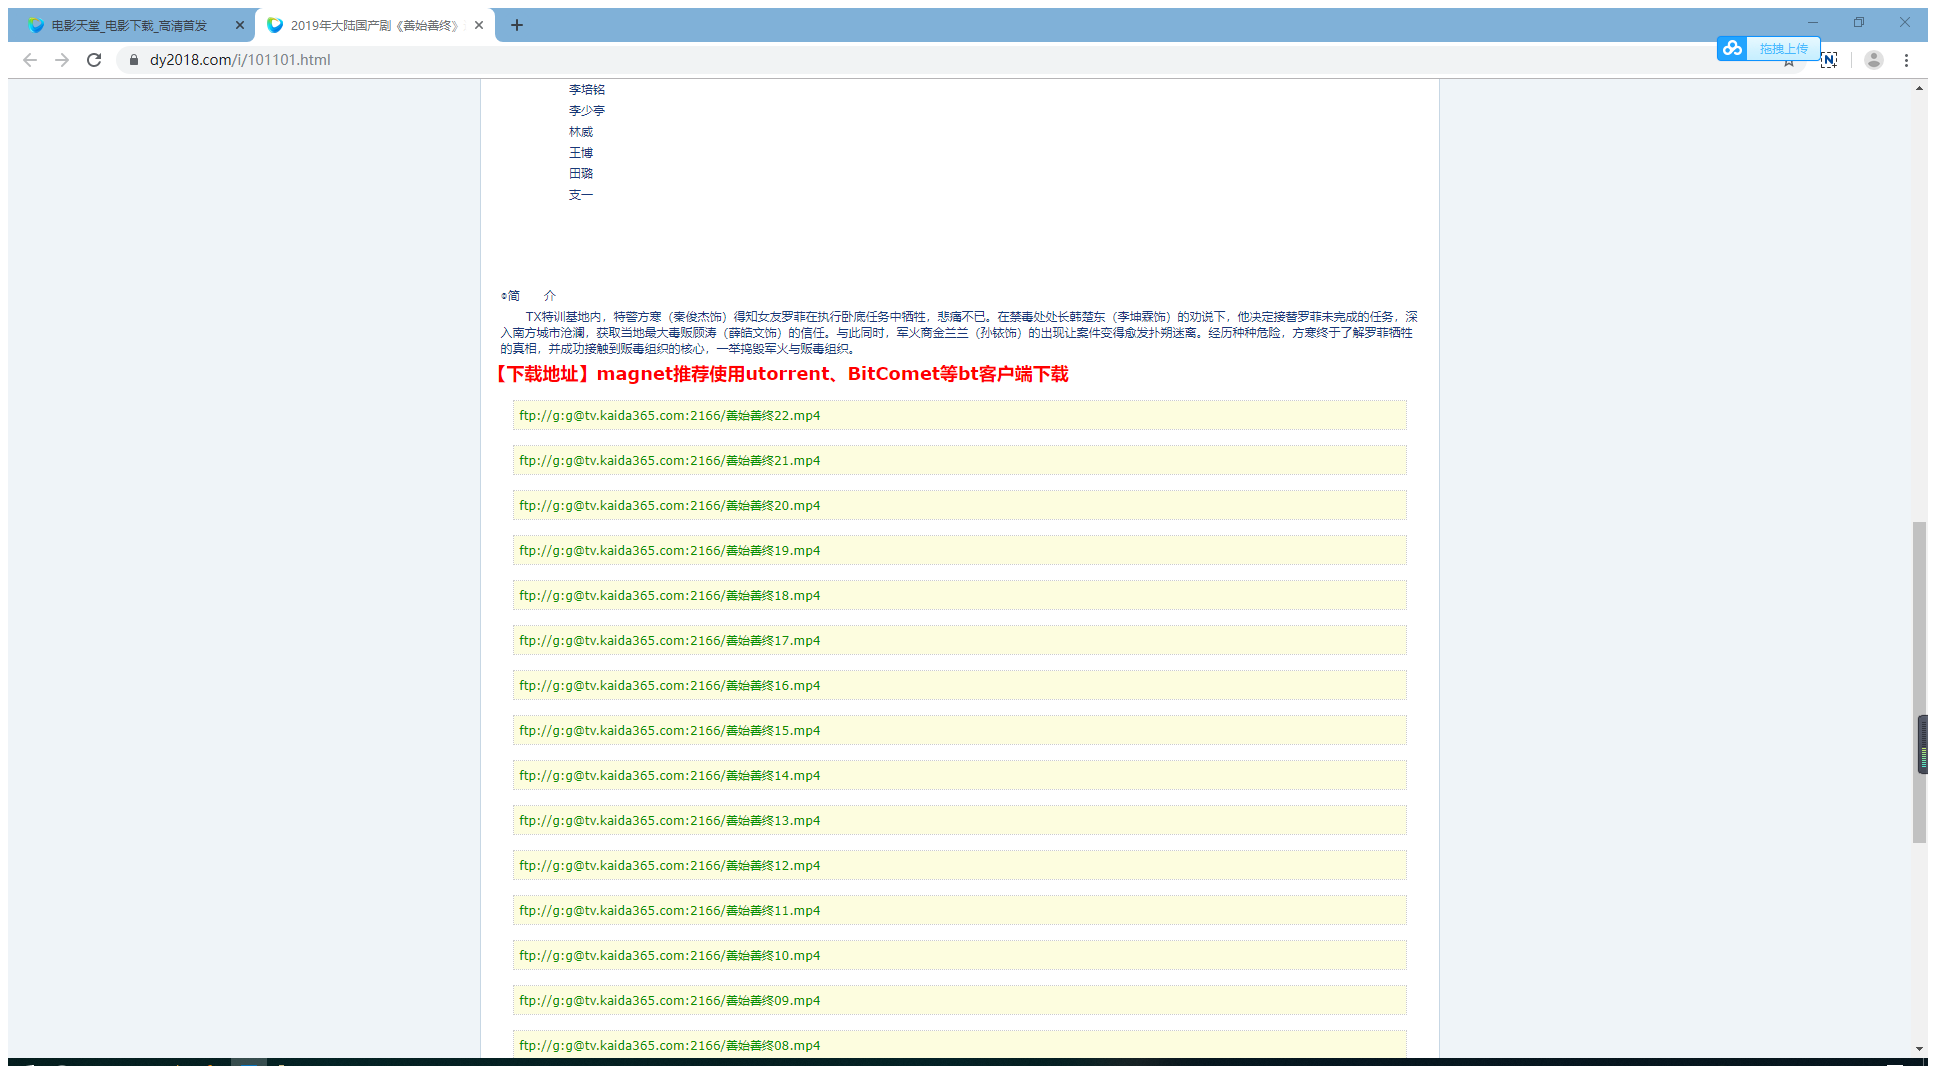 电影天堂_电影下载_高清首发
2019年大陆国产剧《善始善终》
dy2018.com/i/101101.html
拖拽上传
李培铭
李少亭
林威
王博
田璐
支一
◎简　　介
TX特训基地内，特警方寒（秦俊杰饰）得知女友罗菲在执行卧底任务中牺牲，悲痛不已。在禁毒处处长韩楚东（李坤霖饰）的劝说下，他决定接替罗菲未完成的任务，深
入南方城市沧澜，获取当地最大毒贩顾涛（薛皓文饰）的信任。与此同时，军火商金兰兰（孙铱饰）的出现让案件变得愈发扑朔迷离。经历种种危险，方寒终于了解罗菲牺牲
的真相，并成功接触到贩毒组织的核心，一举捣毁军火与贩毒组织。
【下载地址】magnet推荐使用utorrent、BitComet等bt客户端下载
ftp://g:g@tv.kaida365.com:2166/善始善终22.mp4
ftp://g:g@tv.kaida365.com:2166/善始善终21.mp4
ftp://g:g@tv.kaida365.com:2166/善始善终20.mp4
ftp://g:g@tv.kaida365.com:2166/善始善终19.mp4
ftp://g:g@tv.kaida365.com:2166/善始善终18.mp4
ftp://g:g@tv.kaida365.com:2166/善始善终17.mp4
ftp://g:g@tv.kaida365.com:2166/善始善终16.mp4
ftp://g:g@tv.kaida365.com:2166/善始善终15.mp4
ftp://g:g@tv.kaida365.com:2166/善始善终14.mp4
ftp://g:g@tv.kaida365.com:2166/善始善终13.mp4
ftp://g:g@tv.kaida365.com:2166/善始善终12.mp4
ftp://g:g@tv.kaida365.com:2166/善始善终11.mp4
ftp://g:g@tv.kaida365.com:2166/善始善终10.mp4
ftp://g:g@tv.kaida365.com:2166/善始善终09.mp4
ftp://g:g@tv.kaida365.com:2166/善始善终08.mp4